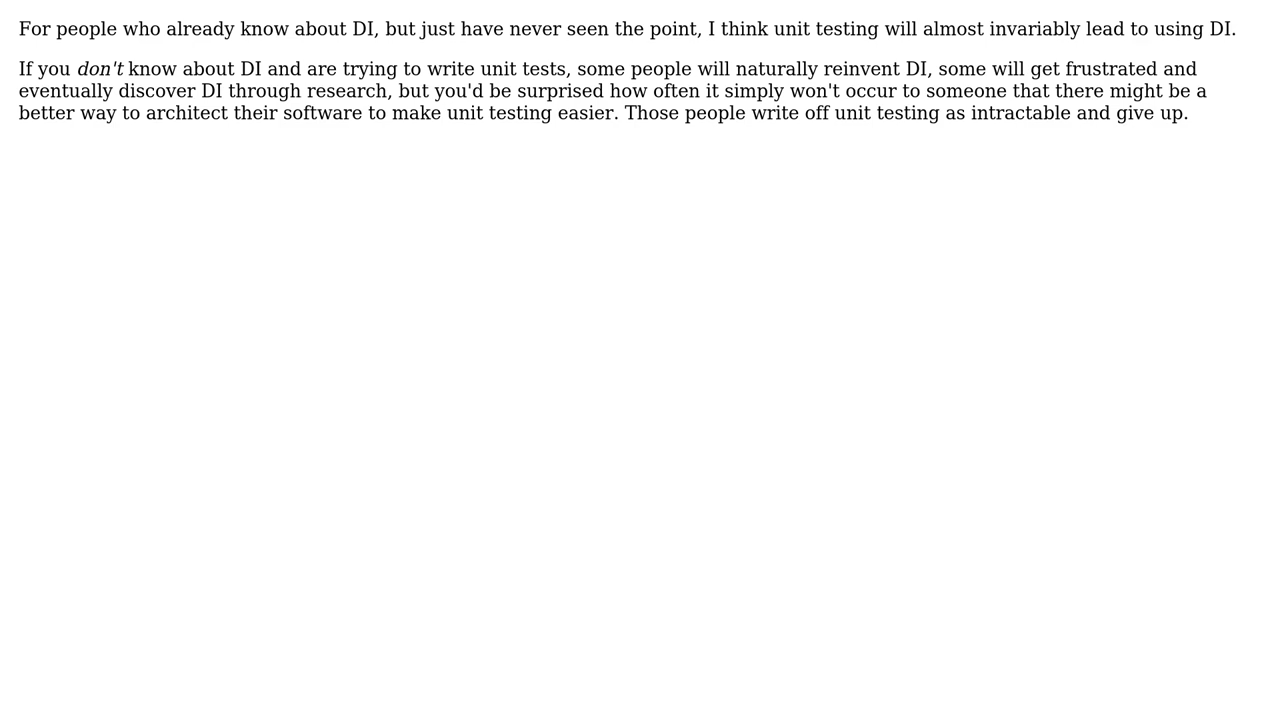 For people who already know about DI, but just have never seen the point, I think unit testing will almost invariably lead to using DI.
If you don't know about DI and are trying to write unit tests, some people will naturally reinvent DI, some will get frustrated and
eventually discover DI through research, but you'd be surprised how often it simply won't occur to someone that there might be a
better way to architect their software to make unit testing easier. Those people write off unit testing as intractable and give up.